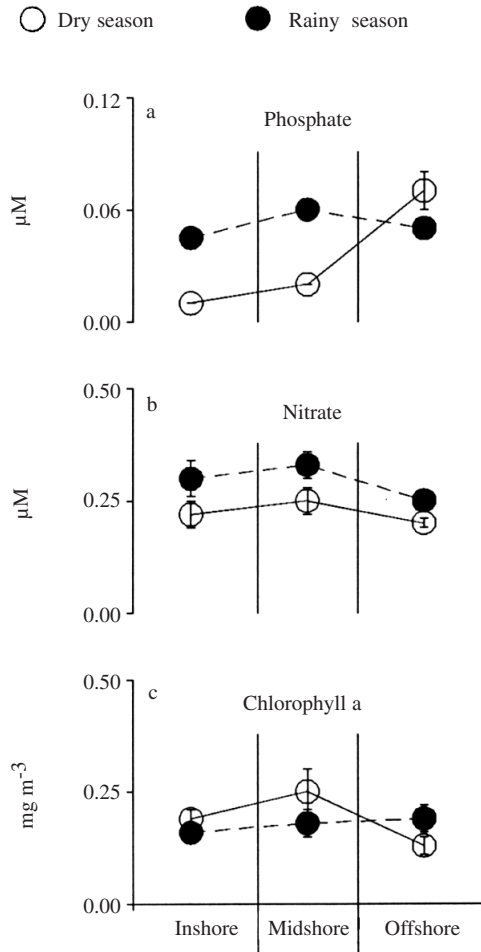 Dry season Rainy season
0.12
a
Phosphate
µM
0.06
0.00
0.50
b
Nitrate
µM
0.25
0.00
0.50
c
Chlorophyll a
mg m-3
0.25
0.00
Inshore Midshore Offshore